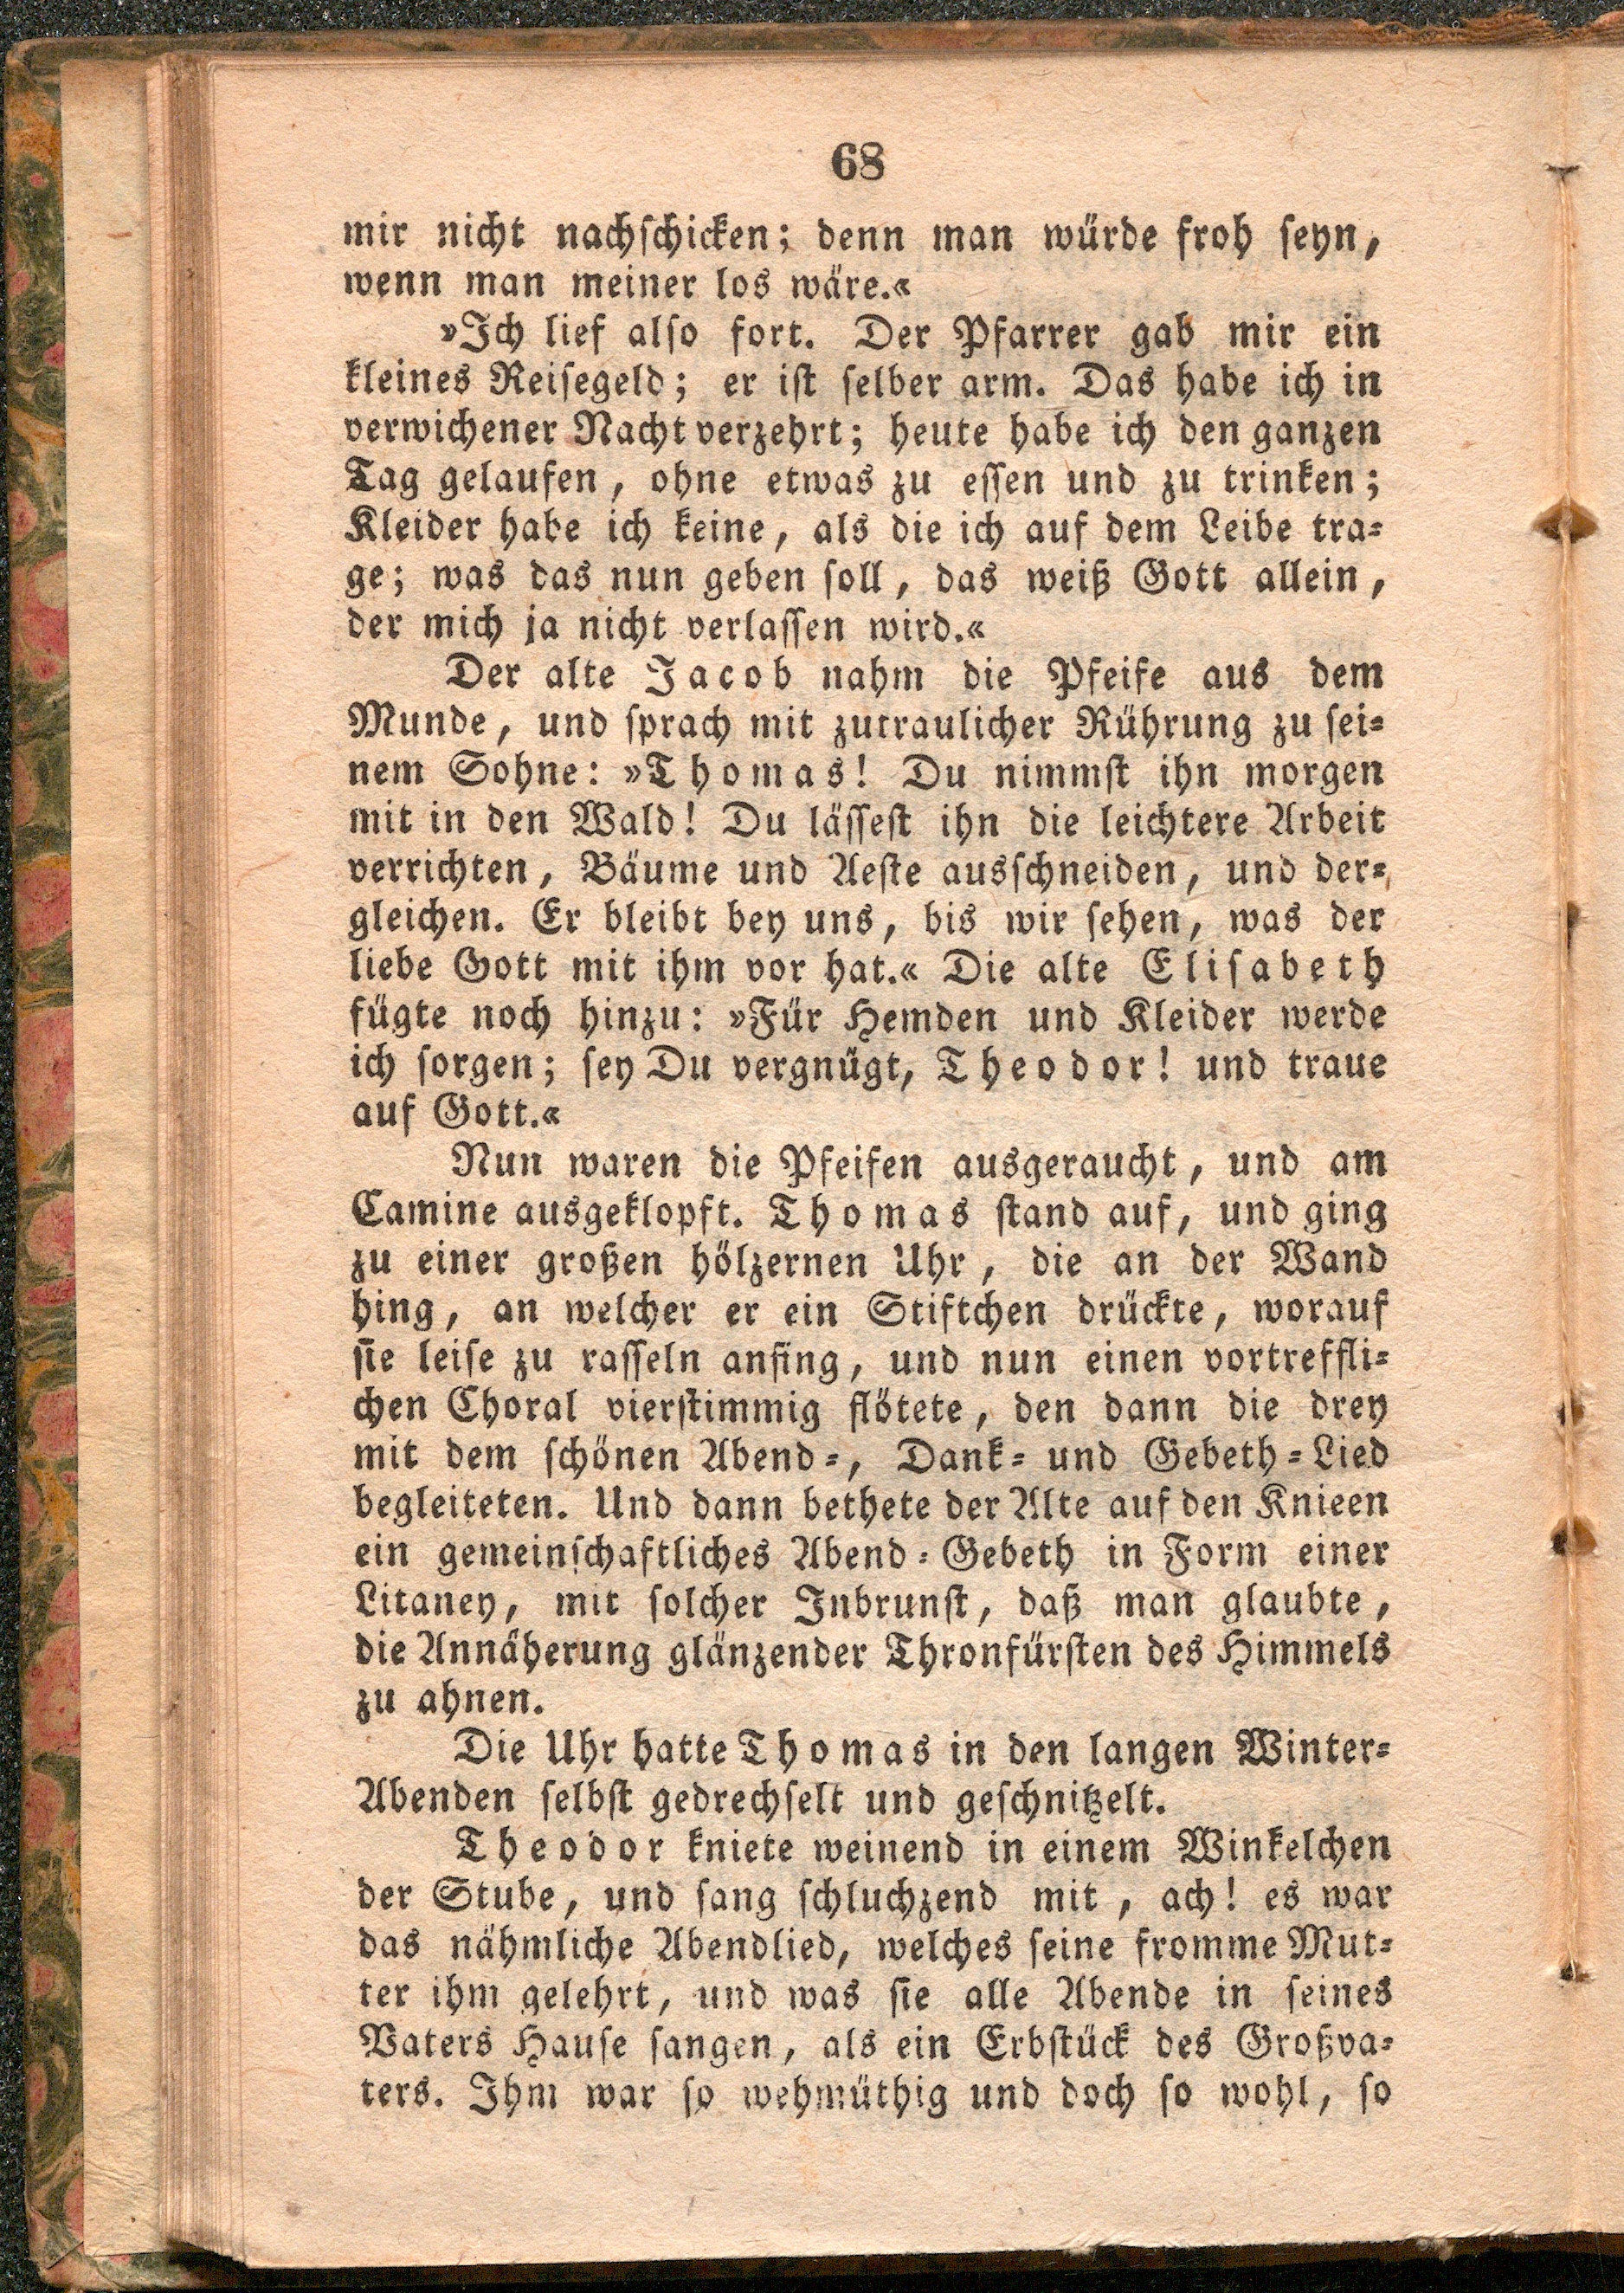 68
mir nicht nachschicken; denn man würde froh seyn,
wenn man meiner los wäre.«
»Ich lief also fort. Der Pfarrer gab mir ein
kleines Reisegeld; er ist selber arm. Das habe ich in
verwichener Nacht verzehrt; heute habe ich den ganzen
Tag gelaufen, ohne etwas zu essen und zu trinken;
Kleider habe ich keine, als die ich auf dem Leibe tra-
ge; was das nun geben soll, das weiß Gott allein,
der mich ja nicht verlassen wird.«
Der alte Jacob nahm die Pfeife aus dem
Munde, und sprach mit zutraulicher Rührung zu sei-
nem Sohne: »Thomas! Du nimmst ihn morgen
mit in den Wald! Du lässest ihn die leichtere Arbeit
verrichten, Bäume und Aeste ausschneiden, und der-
gleichen. Er bleibt bey uns, bis wir sehen, was der
liebe Gott mit ihm vor hat.« Die alte Elisabeth
fügte noch hinzu: »Für Hemden und Kleider werde
ich sorgen; sey Du vergnügt, Theodor! und traue
auf Gott.«
Nun waren die Pfeifen ausgeraucht, und am
Camine ausgeklopft. Thomas stand auf, und ging
zu einer großen hölzernen Uhr, die an der Wand
hing, an welcher er ein Stiftchen drückte, worauf
sie leise zu rasseln anfing, und nun einen vortreffli-
chen Choral vierstimmig flötete, den dann die drey
mit dem schönen Abend-, Dank- und Gebeth-Lied
begleiteten. Und dann bethete der Alte auf den Knieen
ein gemeinschaftliches Abend-Gebeth in Form einer
Litaney, mit solcher Inbrunst, daß man glaubte,
die Annäherung glänzender Thronfürsten des Himmels
zu ahnen.
Die Uhr hatte Thomas in den langen Winter-
Abenden selbst gedrechselt und geschnitzelt.
Theodor kniete weinend in einem Winkelchen
der Stube, und sang schluchzend mit, ach! es war
das nähmliche Abendlied, welches seine fromme Mut-
ter ihm gelehrt, und was sie alle Abende in seines
Vaters Hause sangen, als ein Erbstück des Großva-
ters. Ihm war so wehmüthig und doch so wohl, so